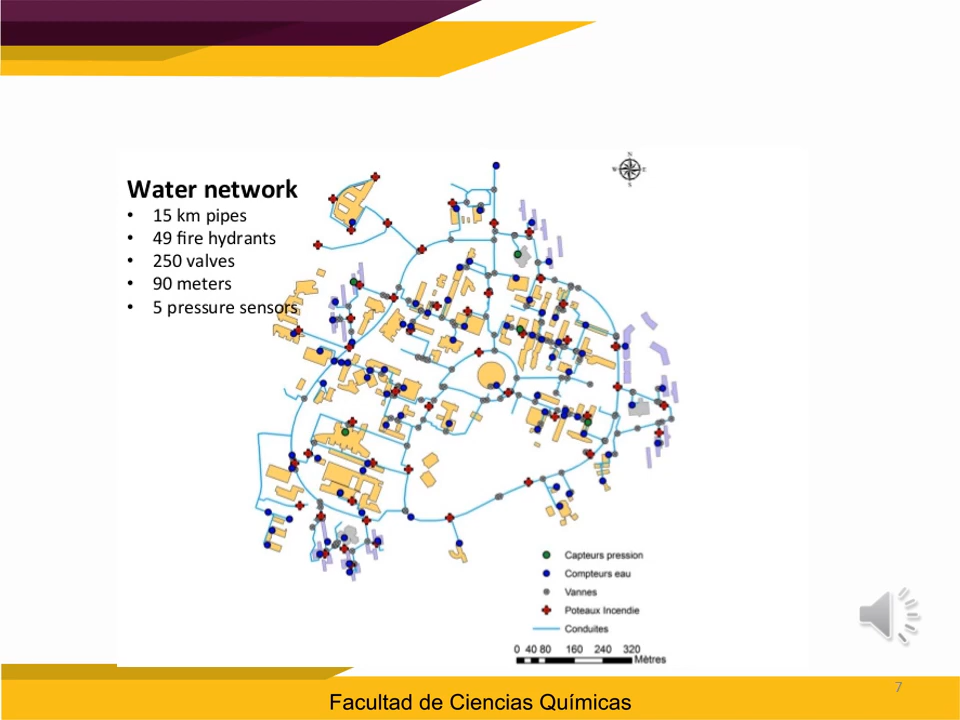 Water network
• 15 km pipes
• 49 fire hydrants
• 250 valves
• 90 meters
• 5 pressure sensors
N
W E
S
Capteurs pression
Compteurs eau
Vannes
Poteaux Incendie
Conduites
0 40 80 160 240 320
Mètres
7
Facultad de Ciencias Químicas